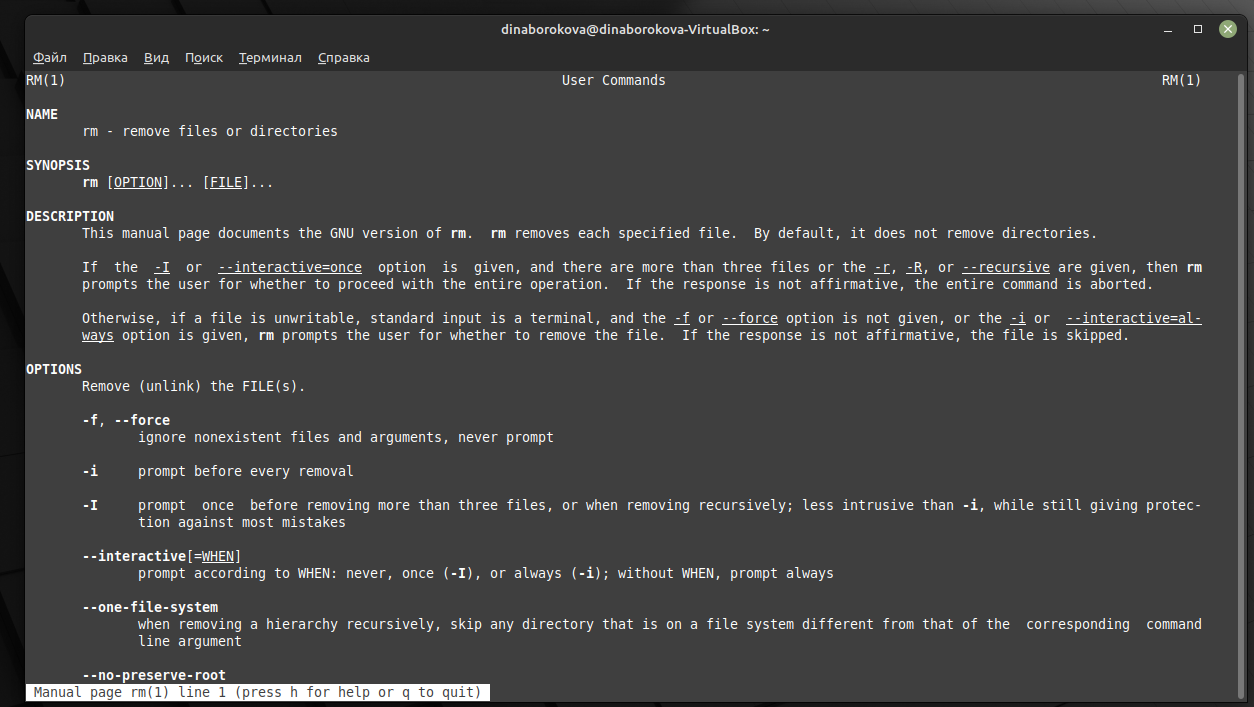 dinaborokova@dinaborokova-VirtualBox: ~
Файл Правка Вид Поиск Терминал Справка
RM(1) User Commands RM(1)
NAME
rm - remove files or directories
SYNOPSIS
rm [OPTION]... [FILE]...
DESCRIPTION
This manual page documents the GNU version of rm.  rm removes each specified file.  By default, it does not remove directories.
If  the  -I  or  --interactive=once  option  is  given, and there are more than three files or the -r, -R, or --recursive are given, then rm
prompts the user for whether to proceed with the entire operation.  If the response is not affirmative, the entire command is aborted.
Otherwise, if a file is unwritable, standard input is a terminal, and the -f or --force option is not given, or the -i or  --interactive=al-
ways option is given, rm prompts the user for whether to remove the file.  If the response is not affirmative, the file is skipped.
OPTIONS
Remove (unlink) the FILE(s).
-f, --force
ignore nonexistent files and arguments, never prompt
-i     prompt before every removal
-I     prompt  once  before removing more than three files, or when removing recursively; less intrusive than -i, while still giving protec-
tion against most mistakes
--interactive[=WHEN]
prompt according to WHEN: never, once (-I), or always (-i); without WHEN, prompt always
--one-file-system
when removing a hierarchy recursively, skip any directory that is on a file system different from that of the  corresponding  command
line argument
--no-preserve-root
Manual page rm(1) line 1 (press h for help or q to quit)